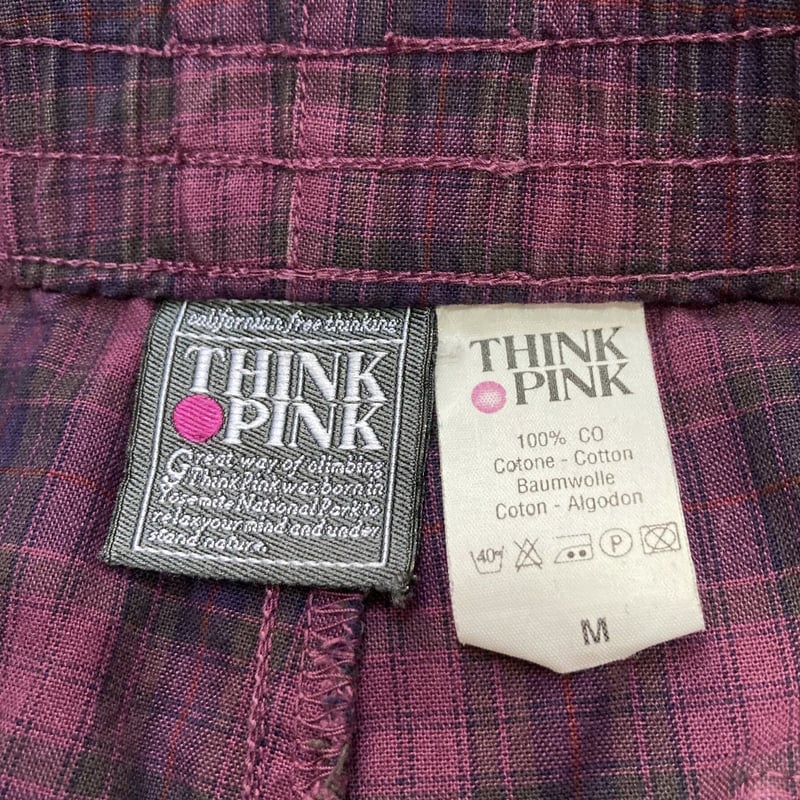 californian free thinking
THINK
PINK
Great way of climbing
Think Pink was born in
Yosemite National Park to
relax your mind and under
stand nature.
THINK
PINK
100% CO
Cotone - Cotton
Baumwolle
Coton - Algodon
40° P
M